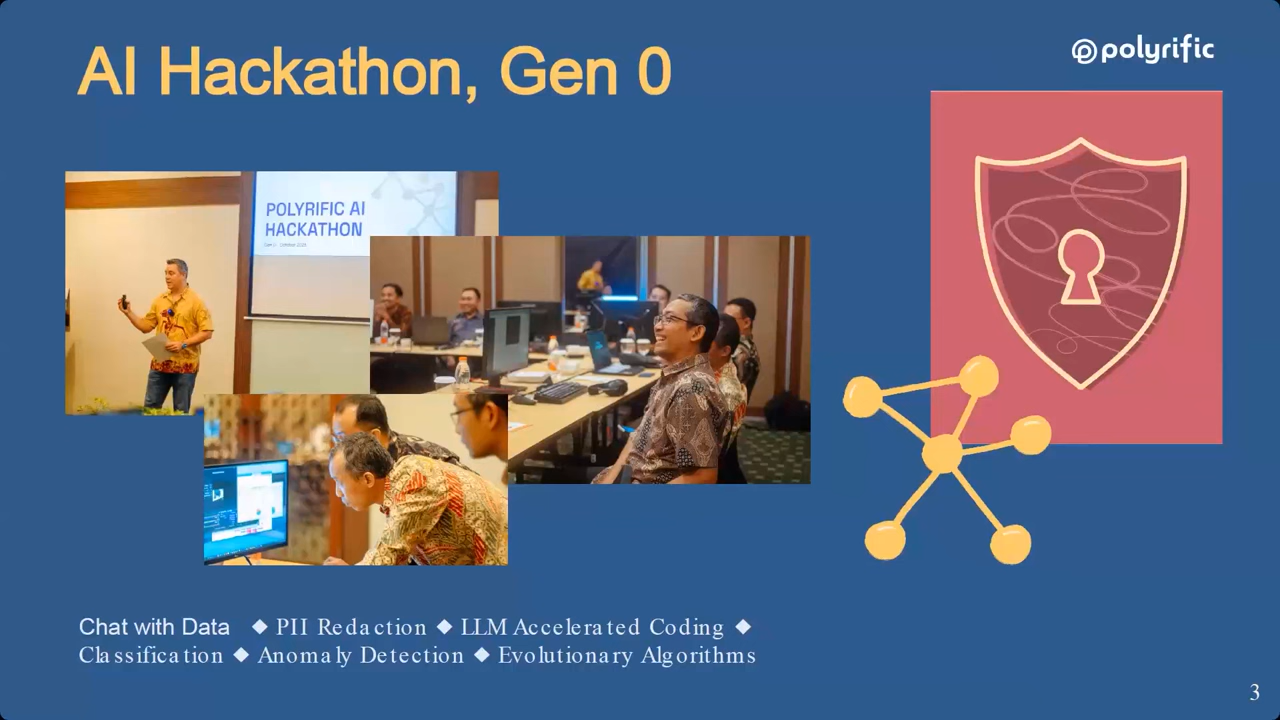 AI Hackathon, Gen 0
polyrific
POLYRIFIC AI
HACKATHON
Chat with Data ◆ PII Redaction ◆ LLM Accelerated Coding ◆
Classification ◆ Anomaly Detection ◆ Evolutionary Algorithms
3